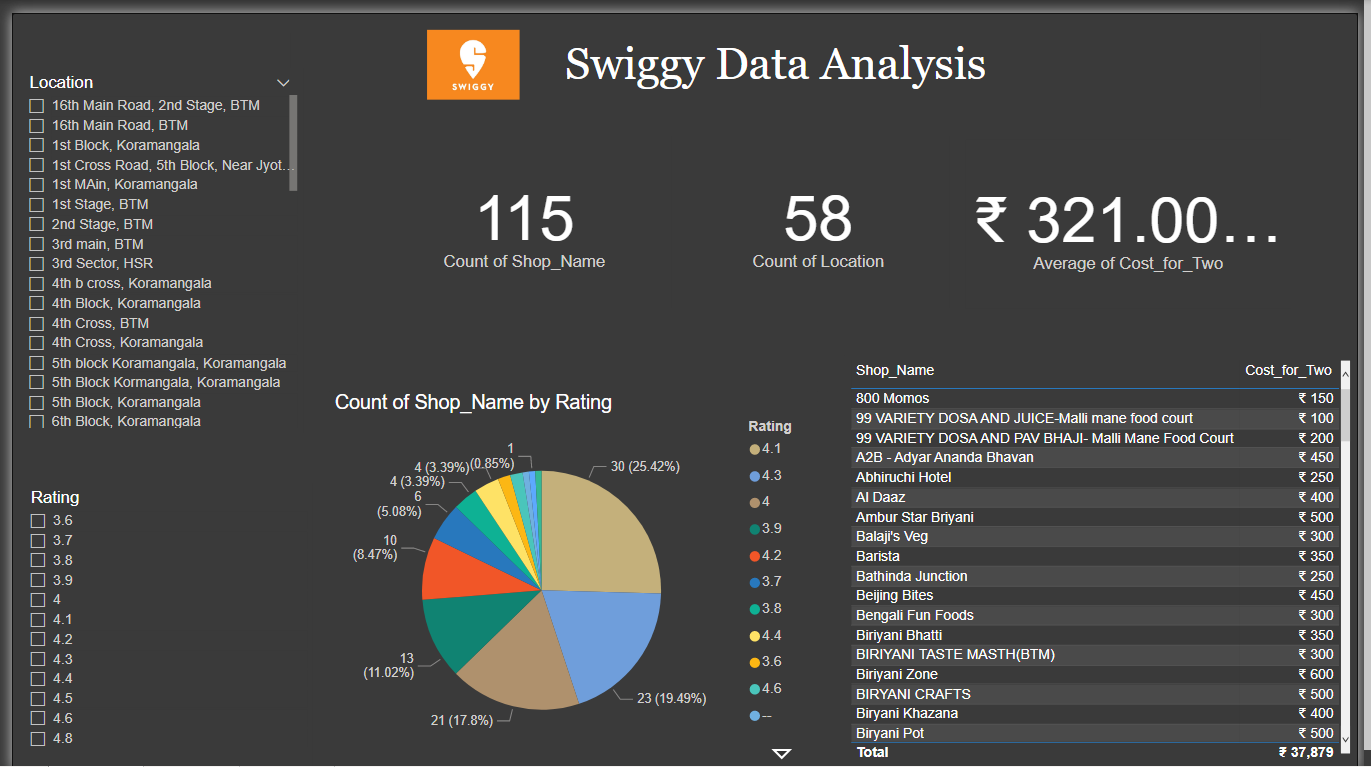 SWIGGY
Swiggy Data Analysis
Location
16th Main Road, 2nd Stage, BTM
16th Main Road, BTM
1st Block, Koramangala
1st Cross Road, 5th Block, Near Jyot...
1st MAin, Koramangala
1st Stage, BTM
2nd Stage, BTM
3rd main, BTM
3rd Sector, HSR
4th b cross, Koramangala
4th Block, Koramangala
4th Cross, BTM
4th Cross, Koramangala
5th block Koramangala, Koramangala
5th Block Kormangala, Koramangala
5th Block, Koramangala
6th Block, Koramangala
115
Count of Shop_Name
58
Count of Location
₹ 321.00...
Average of Cost_for_Two
Rating
3.6
3.7
3.8
3.9
4
4.1
4.2
4.3
4.4
4.5
4.6
4.8
Count of Shop_Name by Rating
30 (25.42%)
23 (19.49%)
21 (17.8%)
13
(11.02%)
10
(8.47%)
6
(5.08%)
4 (3.39%)
4 (3.39%)
1
(0.85%)
Rating
4.1
4.3
4
3.9
4.2
3.7
3.8
4.4
3.6
4.6
--
Shop_Name Cost_for_Two
800 Momos ₹ 150
99 VARIETY DOSA AND JUICE-Malli mane food court ₹ 100
99 VARIETY DOSA AND PAV BHAJI- Malli Mane Food Court ₹ 200
A2B - Adyar Ananda Bhavan ₹ 450
Abhiruchi Hotel ₹ 250
Al Daaz ₹ 400
Ambur Star Briyani ₹ 500
Balaji's Veg ₹ 300
Barista ₹ 350
Bathinda Junction ₹ 250
Beijing Bites ₹ 450
Bengali Fun Foods ₹ 300
Biriyani Bhatti ₹ 350
BIRIYANI TASTE MASTH(BTM) ₹ 300
Biriyani Zone ₹ 600
BIRYANI CRAFTS ₹ 500
Biryani Khazana ₹ 400
Biryani Pot ₹ 500
Total ₹ 37,879